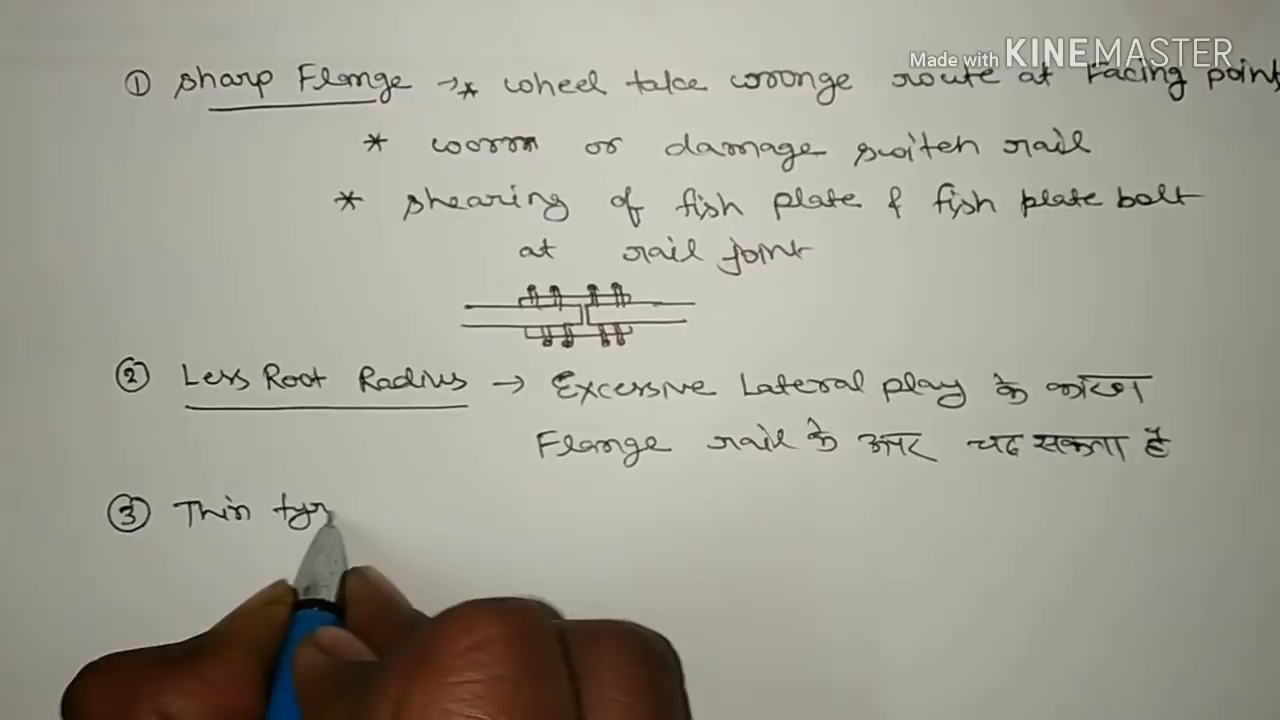 Made with KINEMASTER
① Sharp Flange → * wheel take wronge route at Facing point
* worn or damage switch rail
* shearing of fish plate & fish plate bolt
at rail joint
② Less Root Radius → Excessive Lateral play के कारण
Flange rail के ऊपर चढ सकता है
③ Thin tyr